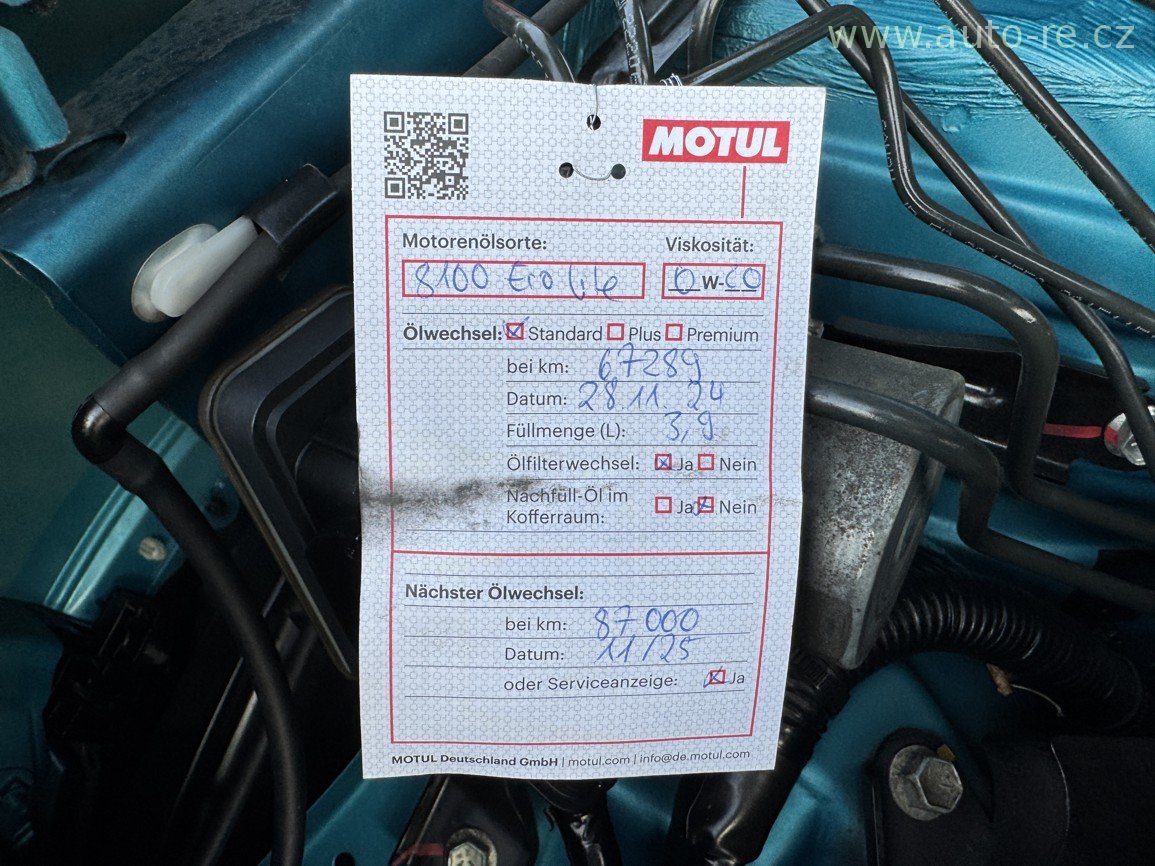 www.auto-re.cz
MOTUL
Motorenölsorte: Viskosität:
8100 Eco lite 0 W-20
Ölwechsel: Standard Plus Premium
bei km: 67289
Datum: 28.11.24
Füllmenge (L): 3,9
Ölfilterwechsel: Ja Nein
Nachfüll-Öl im
Kofferraum: Ja Nein
Nächster Ölwechsel:
bei km: 87000
Datum: 11/25
oder Serviceanzeige: Ja
MOTUL Deutschland GmbH | motul.com | info@de.motul.com